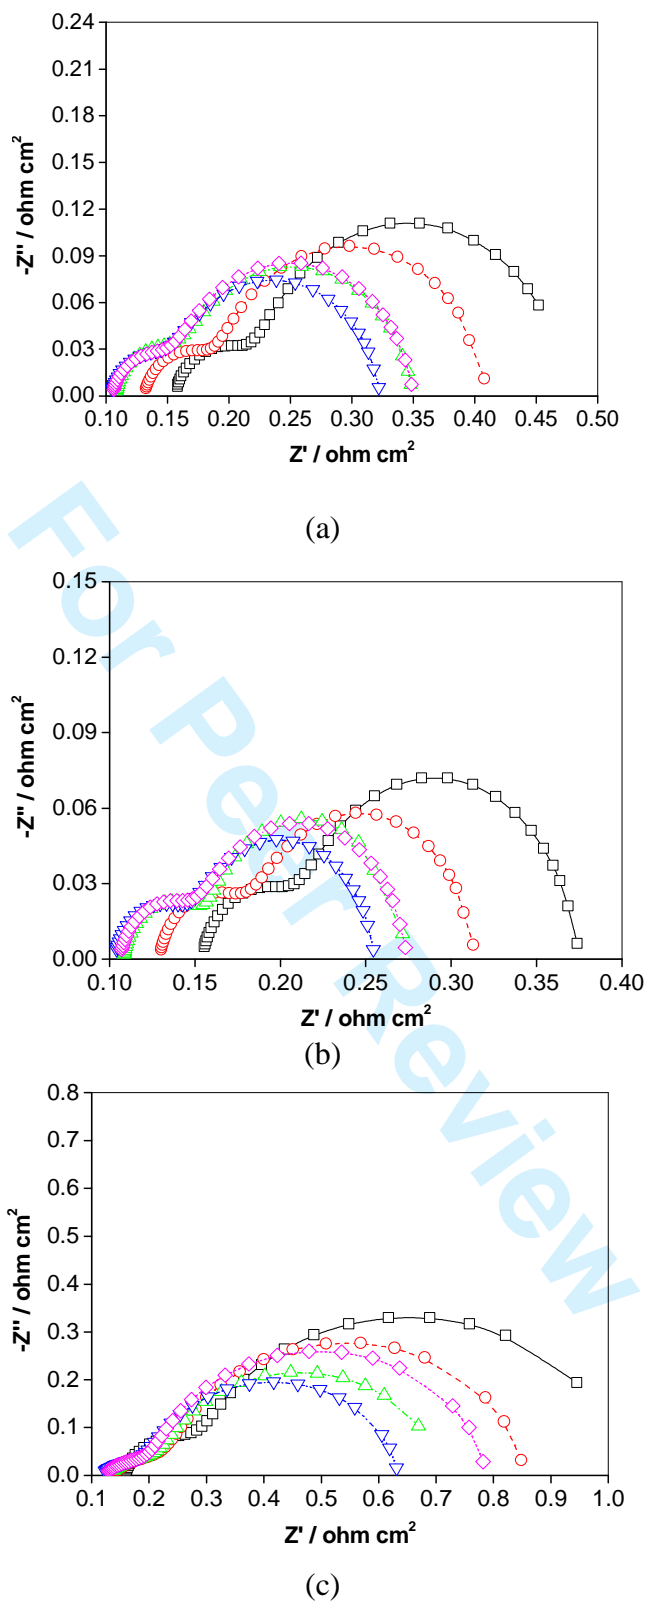 0.24
0.21
0.18
0.15
0.12
0.09
0.06
0.03
0.00
-Z'' / ohm cm²
0.10 0.15 0.20 0.25 0.30 0.35 0.40 0.45 0.50
Z' / ohm cm²
(a)
For Peer Review
0.15
0.12
0.09
0.06
0.03
0.00
-Z'' / ohm cm²
0.10 0.15 0.20 0.25 0.30 0.35 0.40
Z' / ohm cm²
(b)
0.8
0.7
0.6
0.5
0.4
0.3
0.2
0.1
0.0
-Z'' / ohm cm²
0.1 0.2 0.3 0.4 0.5 0.6 0.7 0.8 0.9 1.0
Z' / ohm cm²
(c)